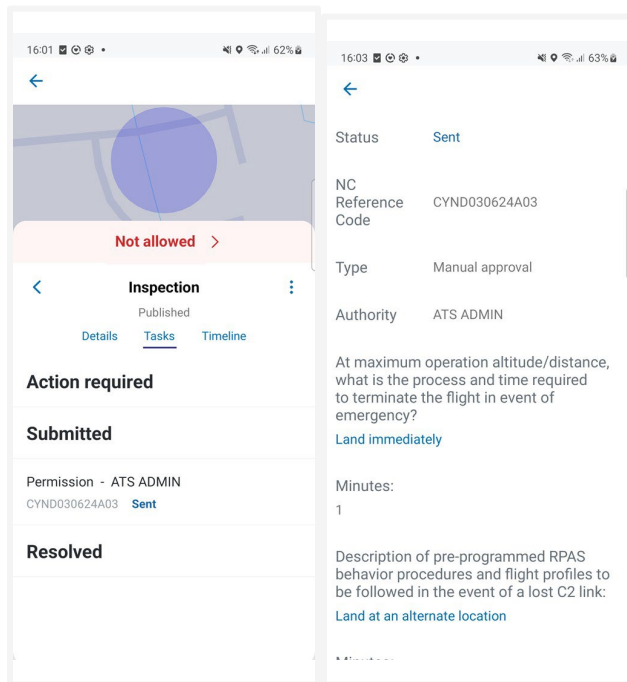 16:01
62%
Not allowed
Inspection
Published
Details Tasks Timeline
Action required
Submitted
Permission - ATS ADMIN
CYND030624A03 Sent
Resolved
16:03
63%
Status Sent
NC
Reference
Code
CYND030624A03
Type Manual approval
Authority ATS ADMIN
At maximum operation altitude/distance,
what is the process and time required
to terminate the flight in event of
emergency?
Land immediately
Minutes:
1
Description of pre-programmed RPAS
behavior procedures and flight profiles to
be followed in the event of a lost C2 link:
Land at an alternate location